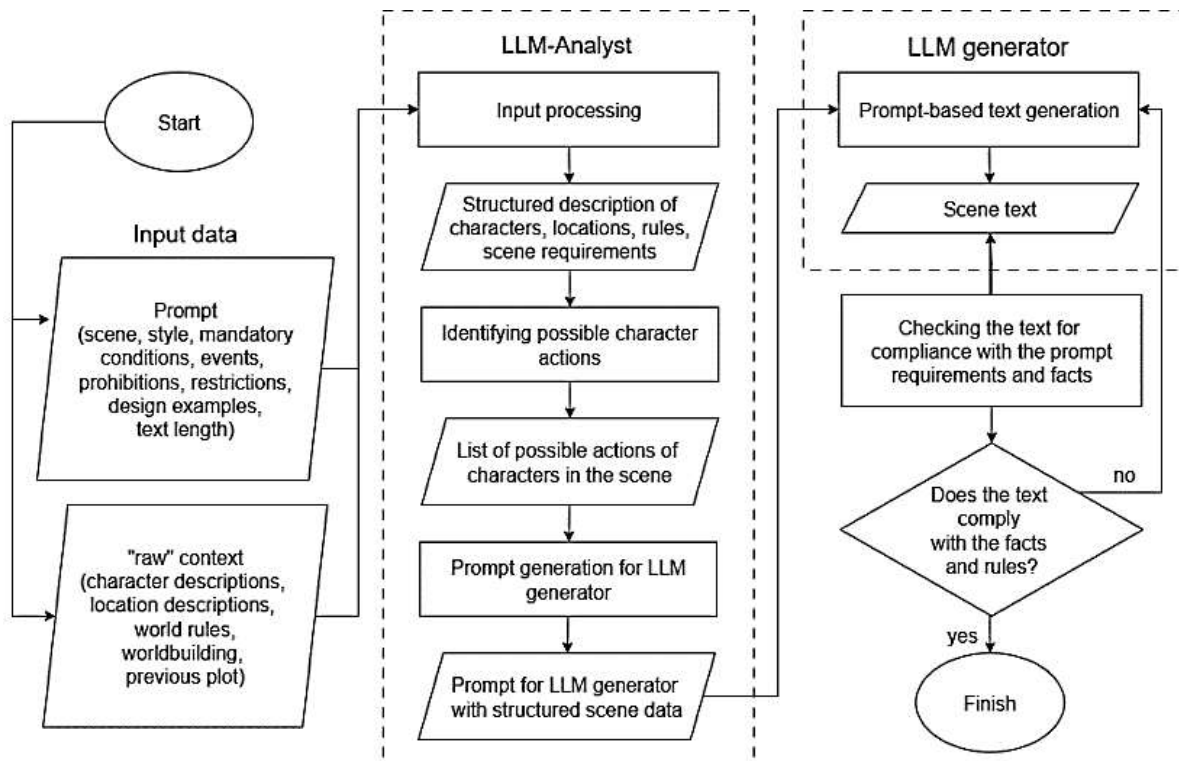 Start
Input data
Prompt
(scene, style, mandatory
conditions, events,
prohibitions, restrictions,
design examples,
text length)
"raw" context
(character descriptions,
location descriptions,
world rules,
worldbuilding,
previous plot)
LLM-Analyst
Input processing
Structured description of
characters, locations, rules,
scene requirements
Identifying possible character
actions
List of possible actions of
characters in the scene
Prompt generation for LLM
generator
Prompt for LLM generator
with structured scene data
LLM generator
Prompt-based text generation
Scene text
Checking the text for
compliance with the prompt
requirements and facts
Does the text
comply
with the facts
and rules?
no
yes
Finish